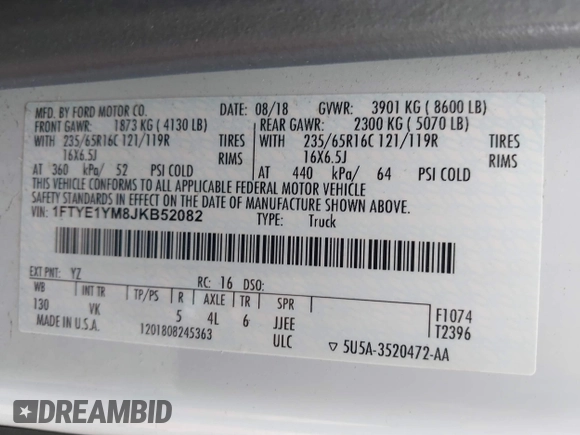 MFD. BY FORD MOTOR CO. DATE: 08/18 GVWR: 3901 KG ( 8600 LB)
FRONT GAWR: 1873 KG ( 4130 LB) REAR GAWR: 2300 KG ( 5070 LB)
WITH 235/65R16C 121/119R TIRES WITH 235/65R16C 121/119R TIRES
16X6.5J RIMS 16X6.5J RIMS
AT 360 kPa/ 52 PSI COLD AT 440 kPa/ 64 PSI COLD
THIS VEHICLE CONFORMS TO ALL APPLICABLE FEDERAL MOTOR VEHICLE
SAFETY STANDARDS IN EFFECT ON THE DATE OF MANUFACTURE SHOWN ABOVE.
VIN: 1FTYE1YM8JKB52082 TYPE: Truck
EXT PNT: YZ RC: 16 DSO:
WB INT TR TP/PS R AXLE TR SPR
130 VK 5 4L 6 JJEE F1074
ULC T2396
MADE IN U.S.A. 1201808245363 ▽ 5U5A-3520472-AA
DREAMBID